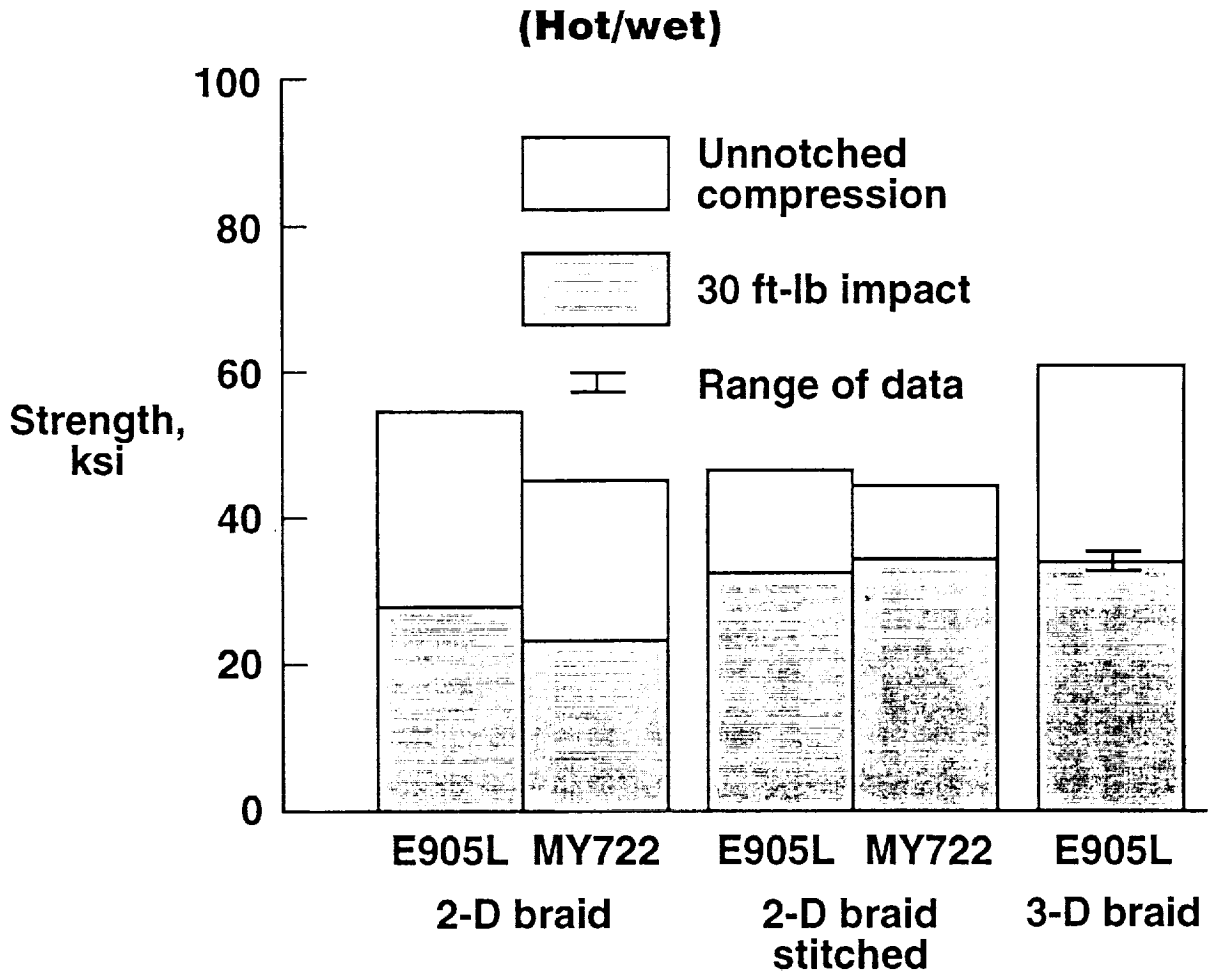 (Hot/wet)
100
80
60
40
20
0
Strength,
ksi
Unnotched
compression
30 ft-lb impact
Range of data
E905L MY722 E905L MY722 E905L
2-D braid 2-D braid 3-D braid
stitched